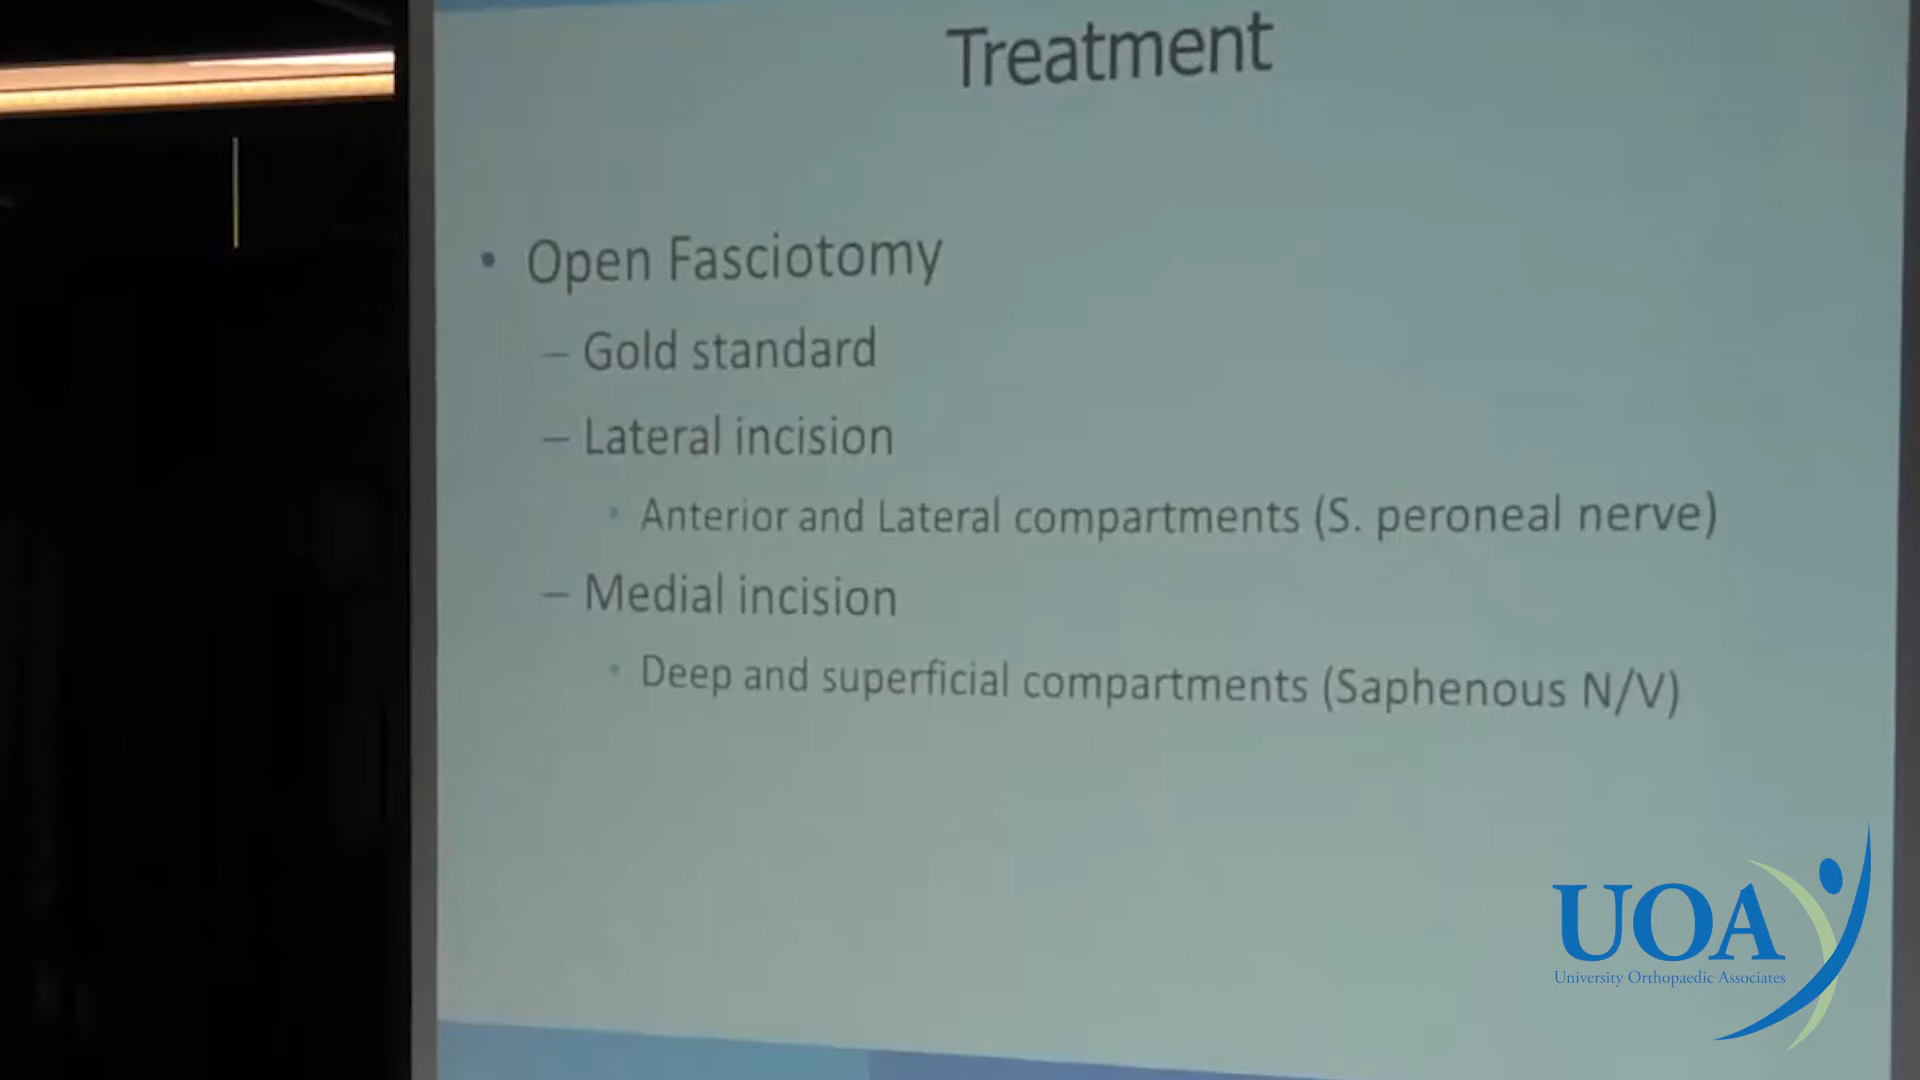 Treatment
• Open Fasciotomy
– Gold standard
– Lateral incision
• Anterior and Lateral compartments (S. peroneal nerve)
– Medial incision
• Deep and superficial compartments (Saphenous N/V)
UOA
University Orthopaedic Associates